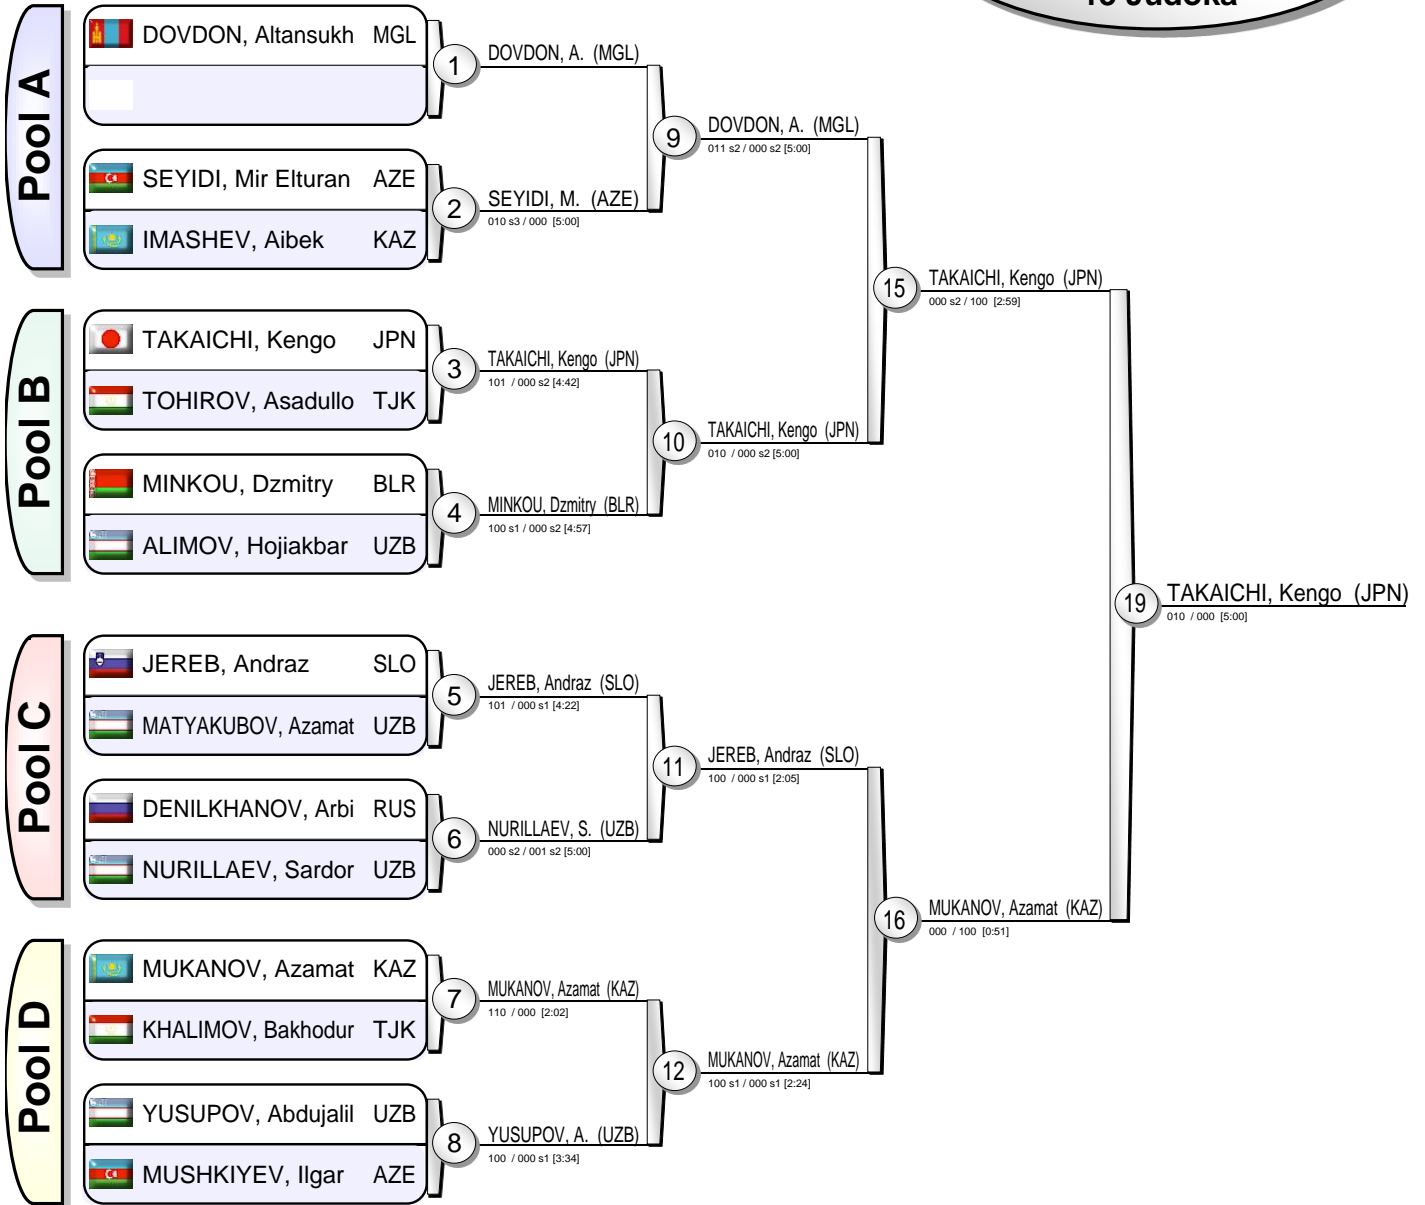 15 Judoka
Pool A
DOVDON, Altansukh MGL
SEYIDI, Mir Elturan AZE
IMASHEV, Aibek KAZ
Pool B
TAKAICHI, Kengo JPN
TOHIROV, Asadullo TJK
MINKOU, Dzmitry BLR
ALIMOV, Hojiakbar UZB
Pool C
JEREB, Andraz SLO
MATYAKUBOV, Azamat UZB
DENILKHANOV, Arbi RUS
NURILLAEV, Sardor UZB
Pool D
MUKANOV, Azamat KAZ
KHALIMOV, Bakhodur TJK
YUSUPOV, Abdujalil UZB
MUSHKIYEV, Ilgar AZE
1
DOVDON, A. (MGL)
2
SEYIDI, M. (AZE)
010 s3 / 000 [5:00]
3
TAKAICHI, Kengo (JPN)
101 / 000 s2 [4:42]
4
MINKOU, Dzmitry (BLR)
100 s1 / 000 s2 [4:57]
5
JEREB, Andraz (SLO)
101 / 000 s1 [4:22]
6
NURILLAEV, S. (UZB)
000 s2 / 001 s2 [5:00]
7
MUKANOV, Azamat (KAZ)
110 / 000 [2:02]
8
YUSUPOV, A. (UZB)
100 / 000 s1 [3:34]
9
DOVDON, A. (MGL)
011 s2 / 000 s2 [5:00]
10
TAKAICHI, Kengo (JPN)
010 / 000 s2 [5:00]
11
JEREB, Andraz (SLO)
100 / 000 s1 [2:05]
12
MUKANOV, Azamat (KAZ)
100 s1 / 000 s1 [2:24]
15
TAKAICHI, Kengo (JPN)
000 s2 / 100 [2:59]
16
MUKANOV, Azamat (KAZ)
000 / 100 [0:51]
19
TAKAICHI, Kengo (JPN)
010 / 000 [5:00]